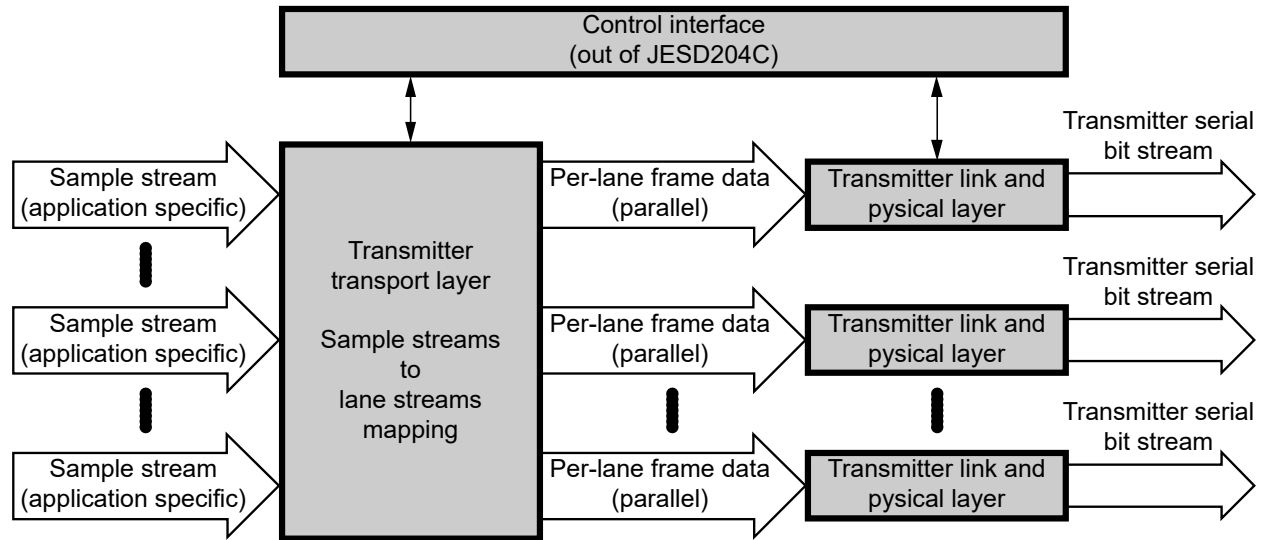 Control interface
(out of JESD204C)
Transmitter serial
bit stream
Sample stream
(application specific)
Per-lane frame data
(parallel)
Transmitter link and
pysical layer
Transmitter
transport layer
Sample streams
to
lane streams
mapping
Transmitter serial
bit stream
Sample stream
(application specific)
Per-lane frame data
(parallel)
Transmitter link and
pysical layer
Transmitter serial
bit stream
Sample stream
(application specific)
Per-lane frame data
(parallel)
Transmitter link and
pysical layer